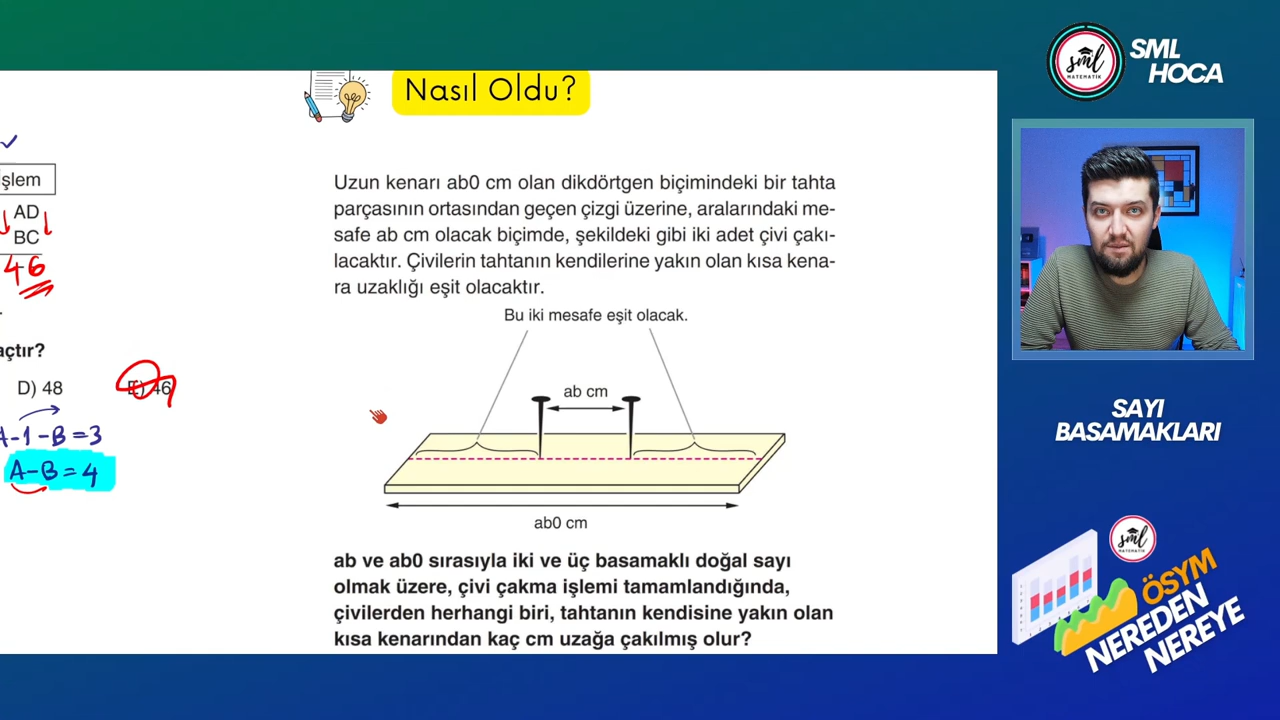 Nasıl Oldu?
SML
HOCA
sml
MATEMATİK
şlem
AD
BC
46
açtır?
D) 48
E) 46
A-1-B=3
A-B=4
Uzun kenarı ab0 cm olan dikdörtgen biçimindeki bir tahta
parçasının ortasından geçen çizgi üzerine, aralarındaki me-
safe ab cm olacak biçimde, şekildeki gibi iki adet çivi çakı-
lacaktır. Çivilerin tahtanın kendilerine yakın olan kısa kena-
ra uzaklığı eşit olacaktır.
Bu iki mesafe eşit olacak.
ab cm
ab0 cm
ab ve ab0 sırasıyla iki ve üç basamaklı doğal sayı
olmak üzere, çivi çakma işlemi tamamlandığında,
çivilerden herhangi biri, tahtanın kendisine yakın olan
kısa kenarından kaç cm uzağa çakılmış olur?
SAYI
BASAMAKLARI
sml
MATEMATİK
ÖSYM
NEREDEN
NEREYE